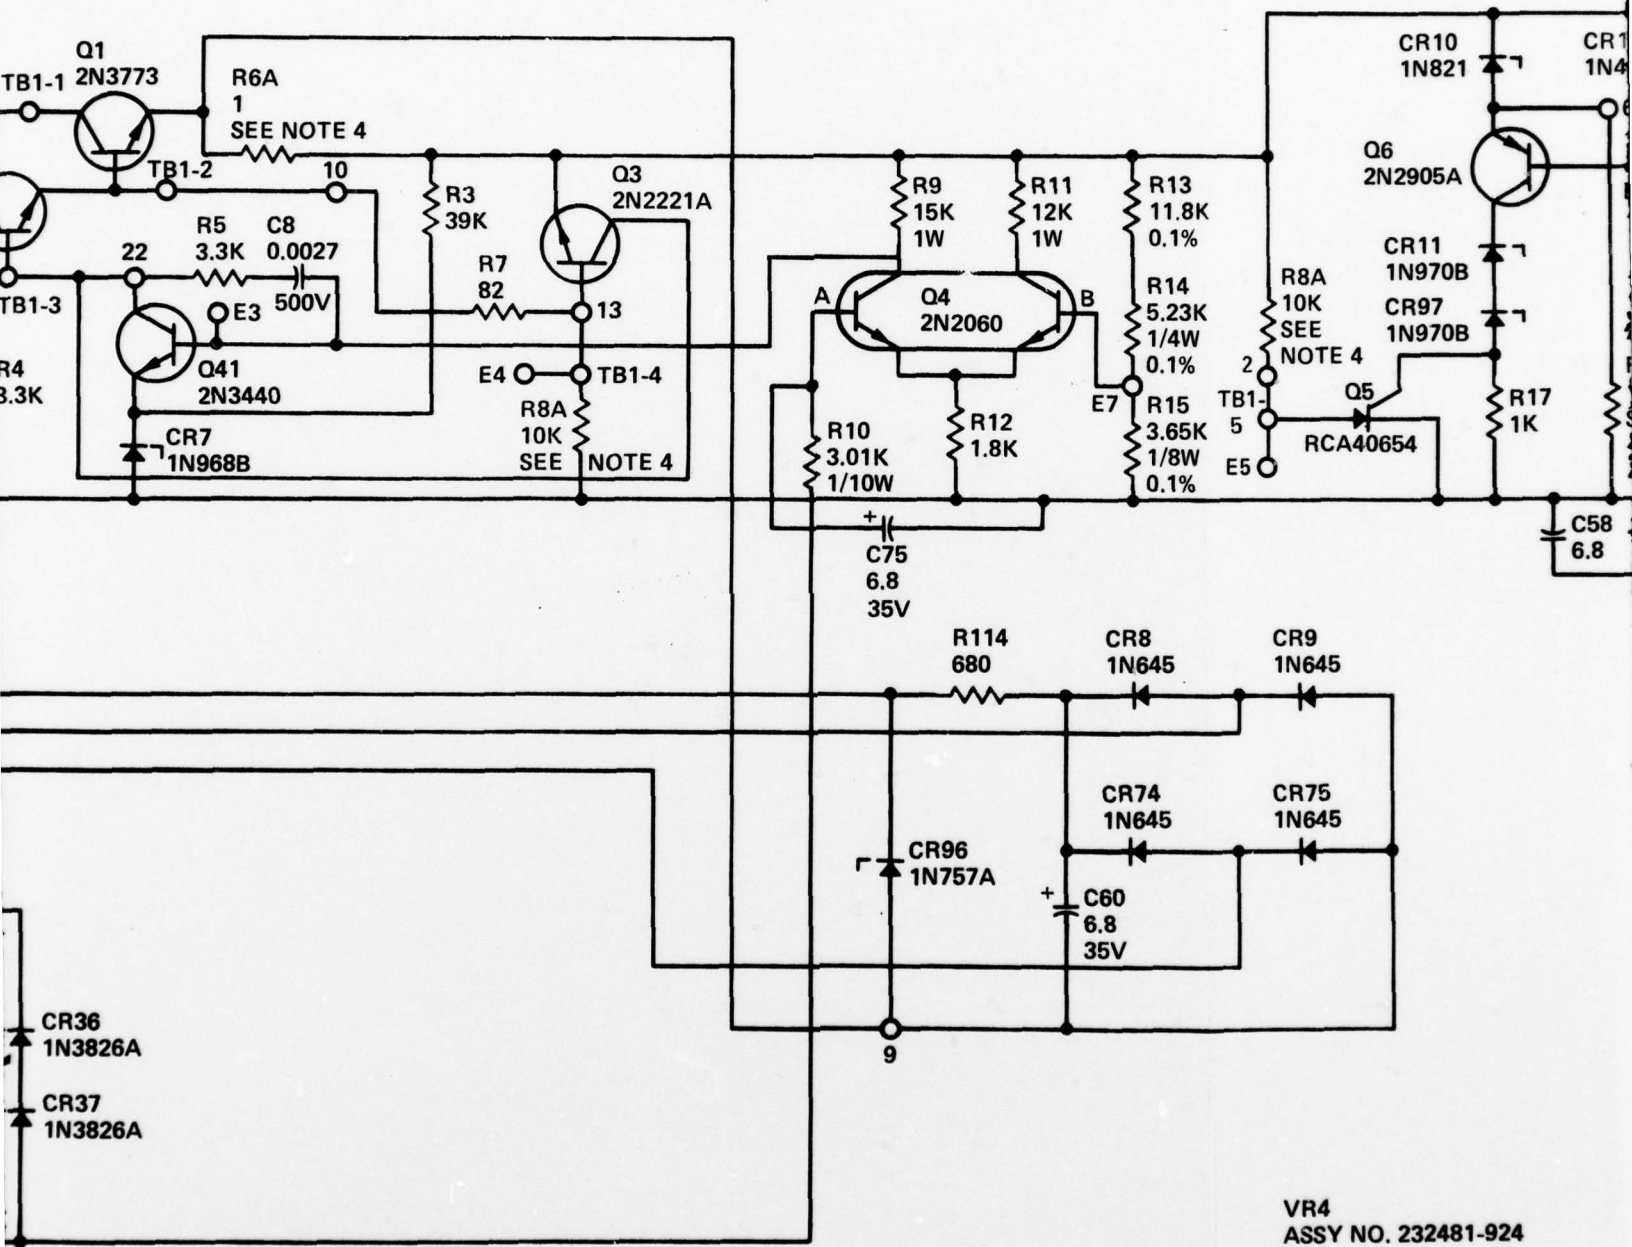 Q1
2N3773
TB1-1
R6A
1
SEE NOTE 4
TB1-2
10
R3
39K
Q3
2N2221A
R5
3.3K
C8
0.0027
500V
22
TB1-3
E3
R7
82
13
Q41
2N3440
R4
3.3K
E4
TB1-4
R8A
10K
SEE NOTE 4
CR7
1N968B
R9
15K
1W
R11
12K
1W
R13
11.8K
0.1%
A
Q4
2N2060
B
R14
5.23K
1/4W
0.1%
E7
R10
3.01K
1/10W
R12
1.8K
R15
3.65K
1/8W
0.1%
+
C75
6.8
35V
CR10
1N821
CR1
1N4
6
Q6
2N2905A
CR11
1N970B
CR97
1N970B
R8A
10K
SEE
NOTE 4
2
TB1-
5
E5
Q5
RCA40654
R17
1K
C58
6.8
R114
680
CR8
1N645
CR9
1N645
CR74
1N645
CR75
1N645
CR96
1N757A
+
C60
6.8
35V
9
CR36
1N3826A
CR37
1N3826A
VR4
ASSY NO. 232481-924